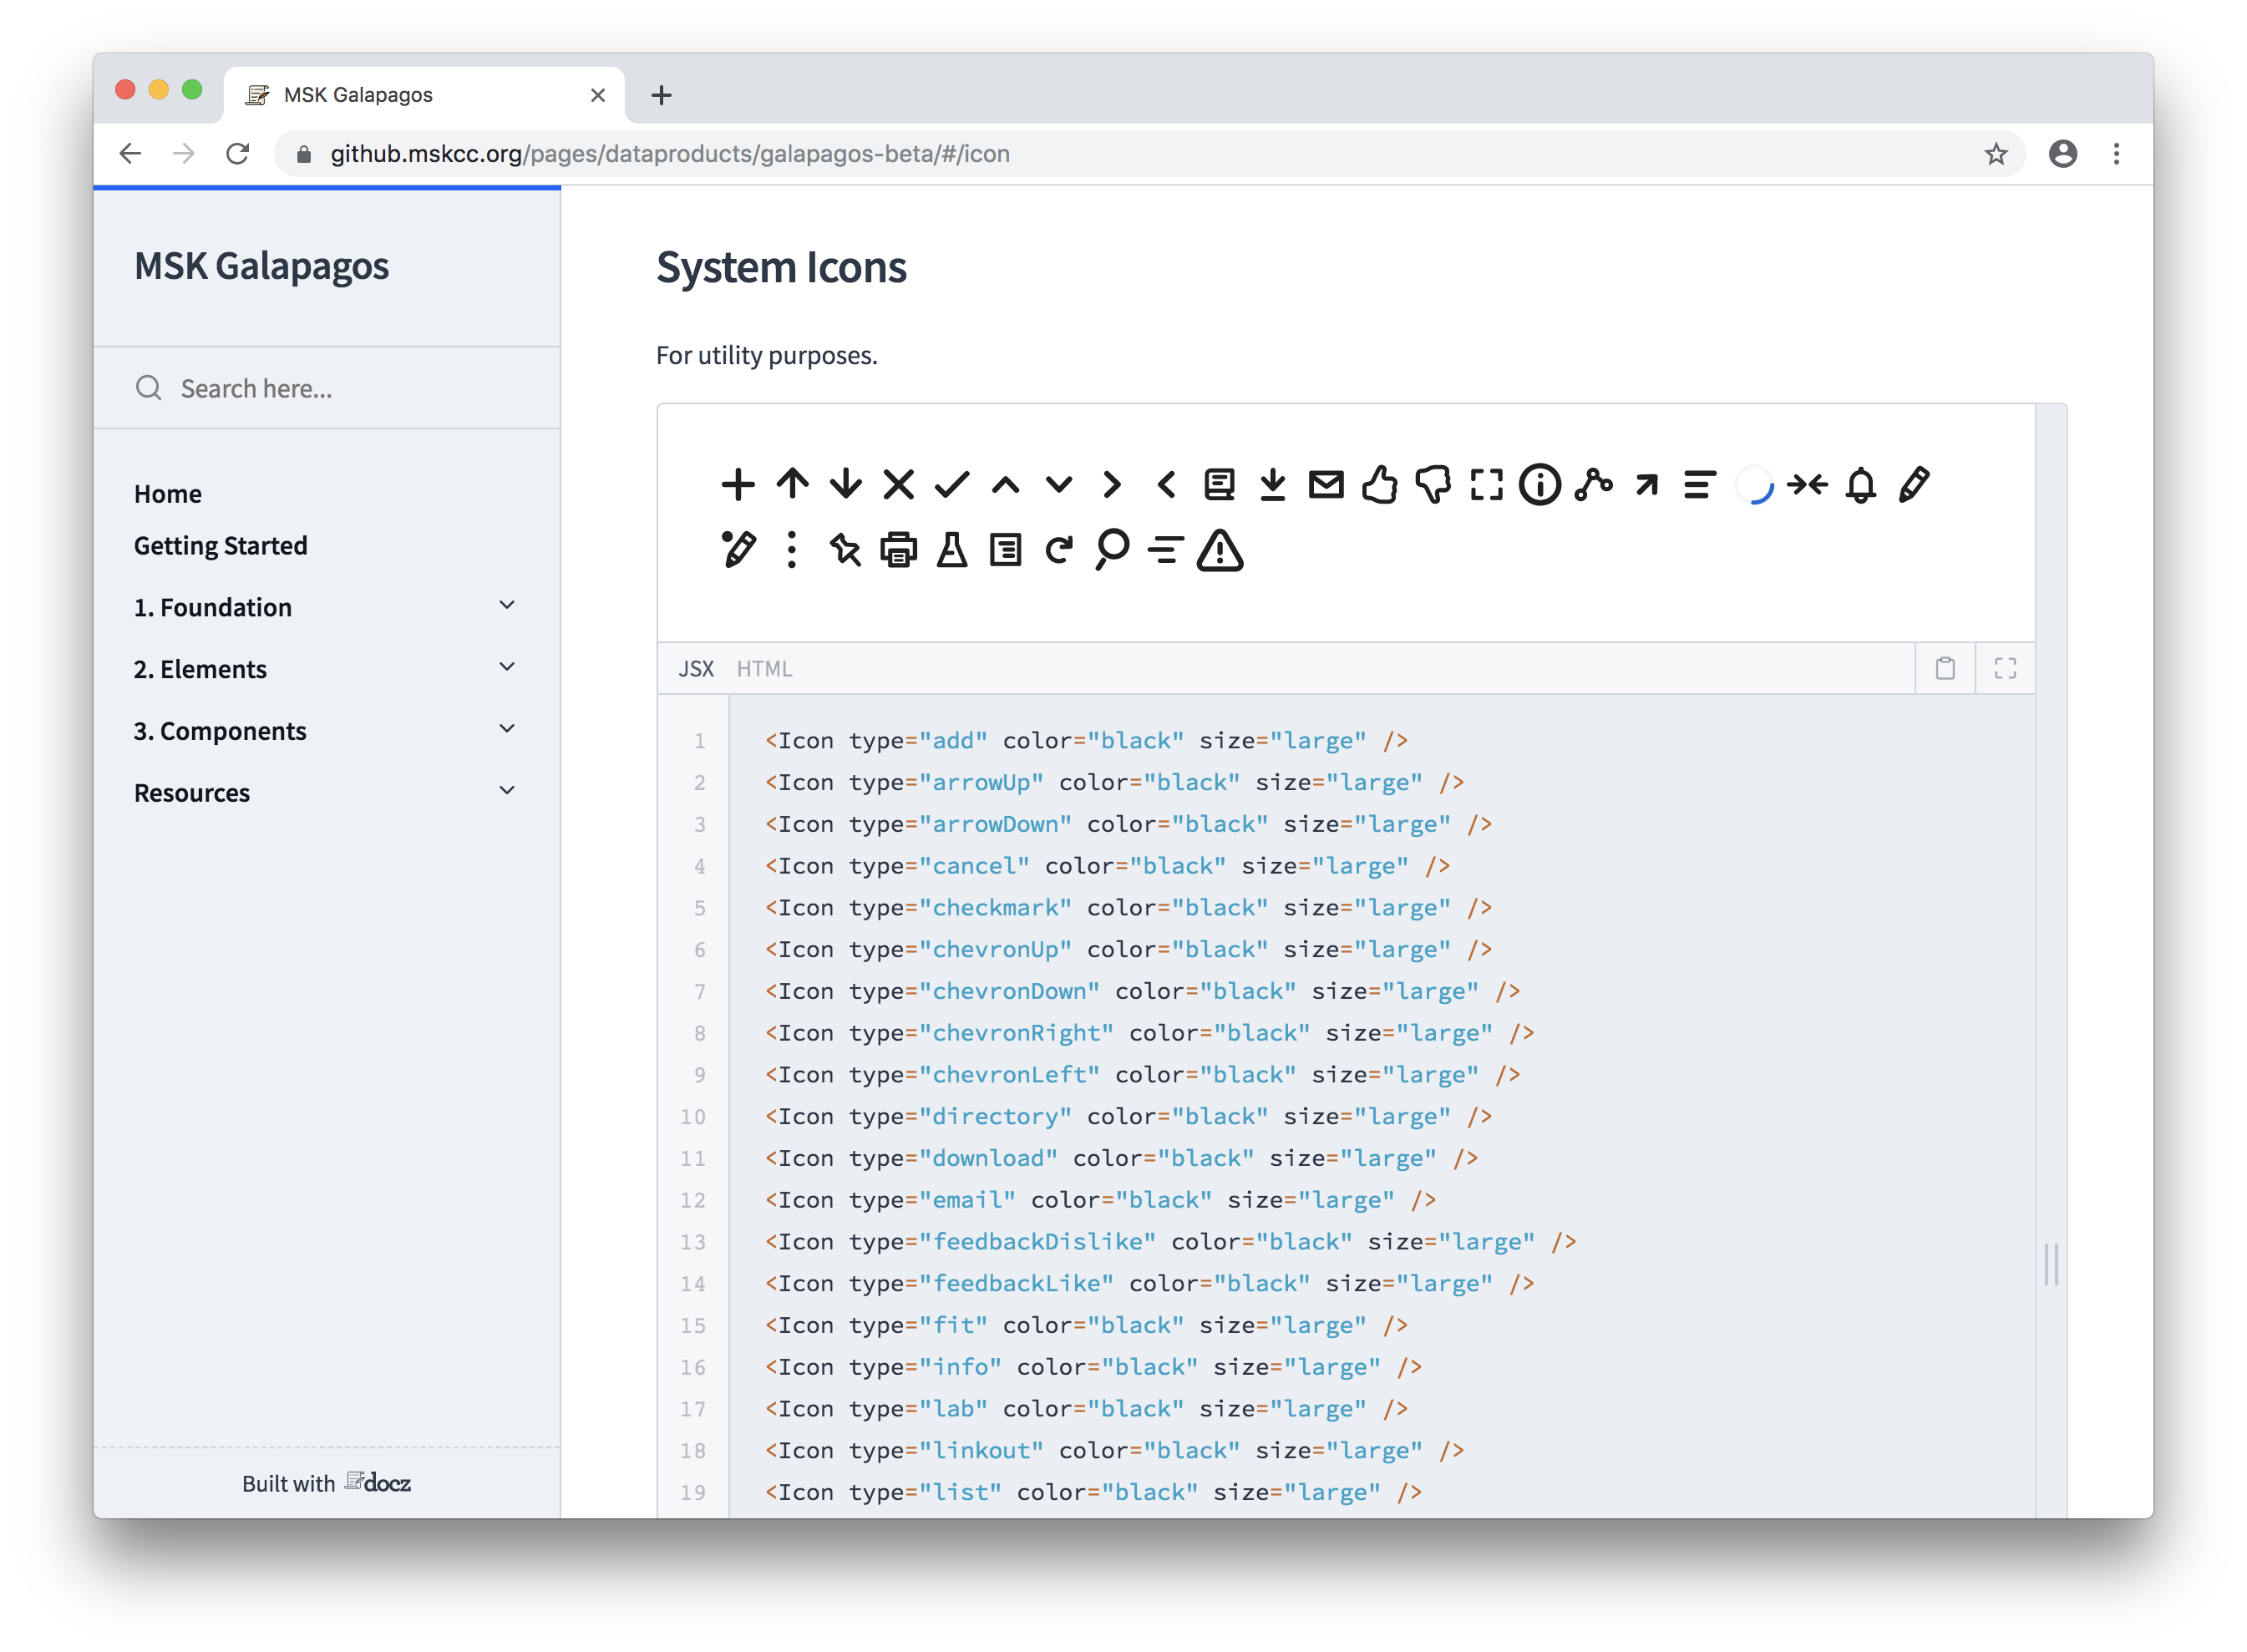 MSK Galapagos
github.mskcc.org/pages/dataproducts/galapagos-beta/#/icon
MSK Galapagos
Search here...
Home
Getting Started
1. Foundation
2. Elements
3. Components
Resources
Built with docz
System Icons
For utility purposes.
JSX HTML
1 <Icon type="add" color="black" size="large" />
2 <Icon type="arrowUp" color="black" size="large" />
3 <Icon type="arrowDown" color="black" size="large" />
4 <Icon type="cancel" color="black" size="large" />
5 <Icon type="checkmark" color="black" size="large" />
6 <Icon type="chevronUp" color="black" size="large" />
7 <Icon type="chevronDown" color="black" size="large" />
8 <Icon type="chevronRight" color="black" size="large" />
9 <Icon type="chevronLeft" color="black" size="large" />
10 <Icon type="directory" color="black" size="large" />
11 <Icon type="download" color="black" size="large" />
12 <Icon type="email" color="black" size="large" />
13 <Icon type="feedbackDislike" color="black" size="large" />
14 <Icon type="feedbackLike" color="black" size="large" />
15 <Icon type="fit" color="black" size="large" />
16 <Icon type="info" color="black" size="large" />
17 <Icon type="lab" color="black" size="large" />
18 <Icon type="linkout" color="black" size="large" />
19 <Icon type="list" color="black" size="large" />